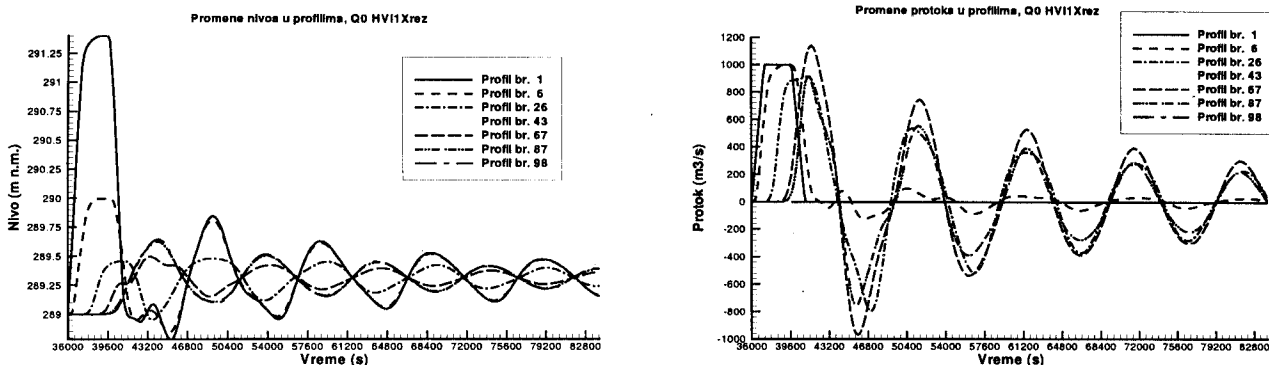 Promene nivoa u profilima, Q0 HVI1Xrez
291.25
291
290.75
290.5
290.25
290
289.75
289.5
289.25
289
Nivo (m n.m.)
Profil br. 1
Profil br. 6
Profil br. 26
Profil br. 43
Profil br. 67
Profil br. 87
Profil br. 98
36000 39600 43200 46800 50400 54000 57600 61200 64800 68400 72000 75600 79200 82800
Vreme (s)
Promene protoka u profilima, Q0 HVI1Xrez
1200
1000
800
600
400
200
0
-200
-400
-600
-800
-1000
Protok (m3/s)
Profil br. 1
Profil br. 6
Profil br. 26
Profil br. 43
Profil br. 67
Profil br. 87
Profil br. 98
36000 39600 43200 46800 50400 54000 57600 61200 64800 68400 72000 75600 79200 82800
Vreme (s)